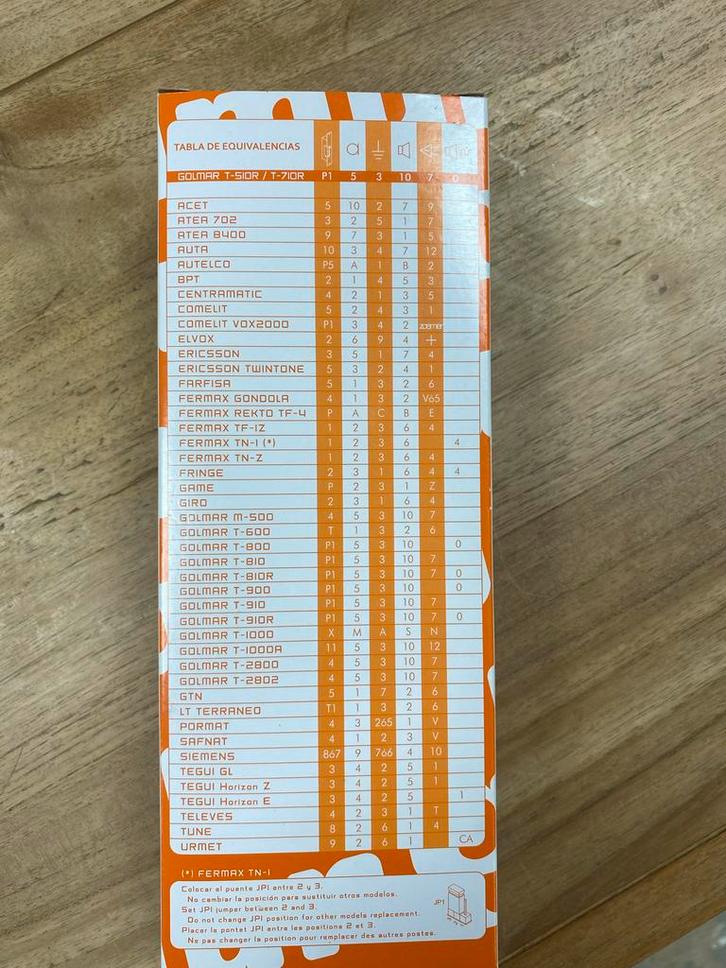 TABLA DE EQUIVALENCIAS
GOLMAR T-510R / T-710R P1 5 3 10 7 0
ACET 5 10 2 7 9
ATEA 702 3 2 5 1 7
ATEA 8400 9 7 3 1 5
AUTA 10 3 4 7 12
AUTELCO P5 A 1 B 2
BPT 2 1 4 5 3
CENTRAMATIC 4 2 1 3 5
COMELIT 5 2 4 3 1
COMELIT VOX2000 P1 3 4 2 zoemer
ELVOX 2 6 9 4 +
ERICSSON 3 5 1 7 4
ERICSSON TWINTONE 5 3 2 4 1
FARFISA 5 1 3 2 6
FERMAX GONDOLA 4 1 3 2 V65
FERMAX REKTO TF-4 P A C B E
FERMAX TF-1Z 1 2 3 6 4
FERMAX TN-1 (*) 1 2 3 6 4
FERMAX TN-Z 1 2 3 6 4
FRINGE 2 3 1 6 4 4
GAME P 2 3 1 Z
GIRO 2 3 1 6 4
GOLMAR M-500 4 5 3 10 7
GOLMAR T-600 T 1 3 2 6
GOLMAR T-800 P1 5 3 10 0
GOLMAR T-810 P1 5 3 10 7
GOLMAR T-810R P1 5 3 10 7 0
GOLMAR T-900 P1 5 3 10 0
GOLMAR T-910 P1 5 3 10 7
GOLMAR T-910R P1 5 3 10 7 0
GOLMAR T-1000 X M A S N
GOLMAR T-1000A 11 5 3 10 12
GOLMAR T-2800 4 5 3 10 7
GOLMAR T-2802 4 5 3 10 7
GTN 5 1 7 2 6
LT TERRANEO T1 1 3 2 6
PORMAT 4 3 265 1 V
SAFNAT 4 1 2 3 V
SIEMENS 867 9 766 4 10
TEGUI GL 3 4 2 5 1
TEGUI Horizon Z 3 4 2 5 1
TEGUI Horizon E 3 4 2 5 1
TELEVES 4 2 3 1 T
TUNE 8 2 6 1 4
URMET 9 2 6 1 CA
(*) FERMAX TN-1
Colocar el puente JP1 entre 2 y 3.
No cambiar la posición para sustituir otros modelos.
Set JP1 jumper between 2 and 3.
Do not change JP1 position for other models replacement.
Placer la pontet JP1 entre les positions 2 et 3.
Ne pas changer la position pour remplacer des autres postes.
JP1